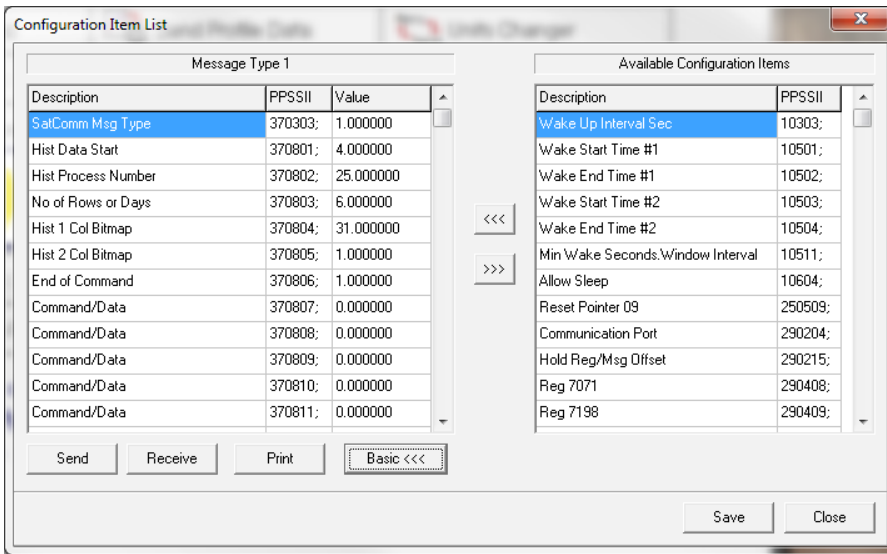 Profile Data Units Changer
Configuration Item List
Message Type 1
Description PPSSII Value
SatComm Msg Type 370303; 1.000000
Hist Data Start 370801; 4.000000
Hist Process Number 370802; 25.000000
No of Rows or Days 370803; 6.000000
Hist 1 Col Bitmap 370804; 31.000000
Hist 2 Col Bitmap 370805; 1.000000
End of Command 370806; 1.000000
Command/Data 370807; 0.000000
Command/Data 370808; 0.000000
Command/Data 370809; 0.000000
Command/Data 370810; 0.000000
Command/Data 370811; 0.000000
<<<
>>>
Available Configuration Items
Description PPSSII
Wake Up Interval Sec 10303;
Wake Start Time #1 10501;
Wake End Time #1 10502;
Wake Start Time #2 10503;
Wake End Time #2 10504;
Min Wake Seconds.Window Interval 10511;
Allow Sleep 10604;
Reset Pointer 09 250509;
Communication Port 290204;
Hold Reg/Msg Offset 290215;
Reg 7071 290408;
Reg 7198 290409;
Send Receive Print Basic <<<
Save Close